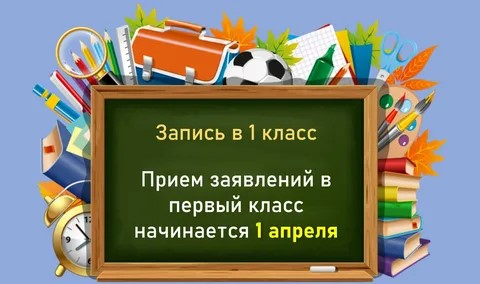 Запись в 1 класс
Прием заявлений в
первый класс
начинается 1 апреля